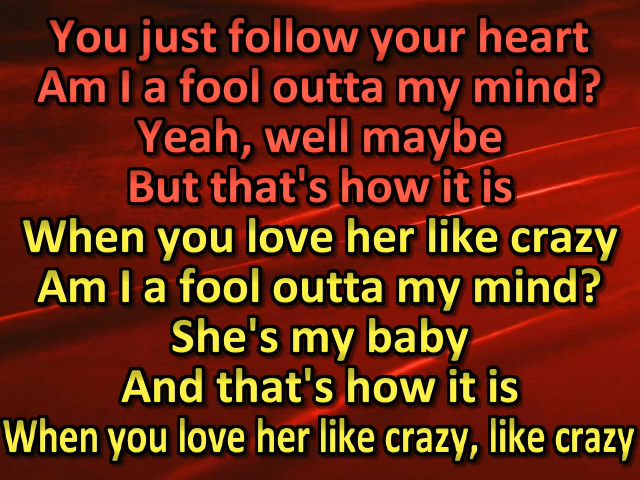 You just follow your heart
Am I a fool outta my mind?
Yeah, well maybe
But that's how it is
When you love her like crazy
Am I a fool outta my mind?
She's my baby
And that's how it is
When you love her like crazy, like crazy